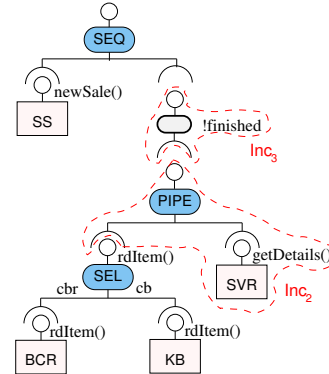 SEQ
newSale()
SS
!finished
Inc3
PIPE
rdItem()
getDetails()
SEL
SVR
cbr
cb
Inc2
rdItem()
rdItem()
BCR
KB